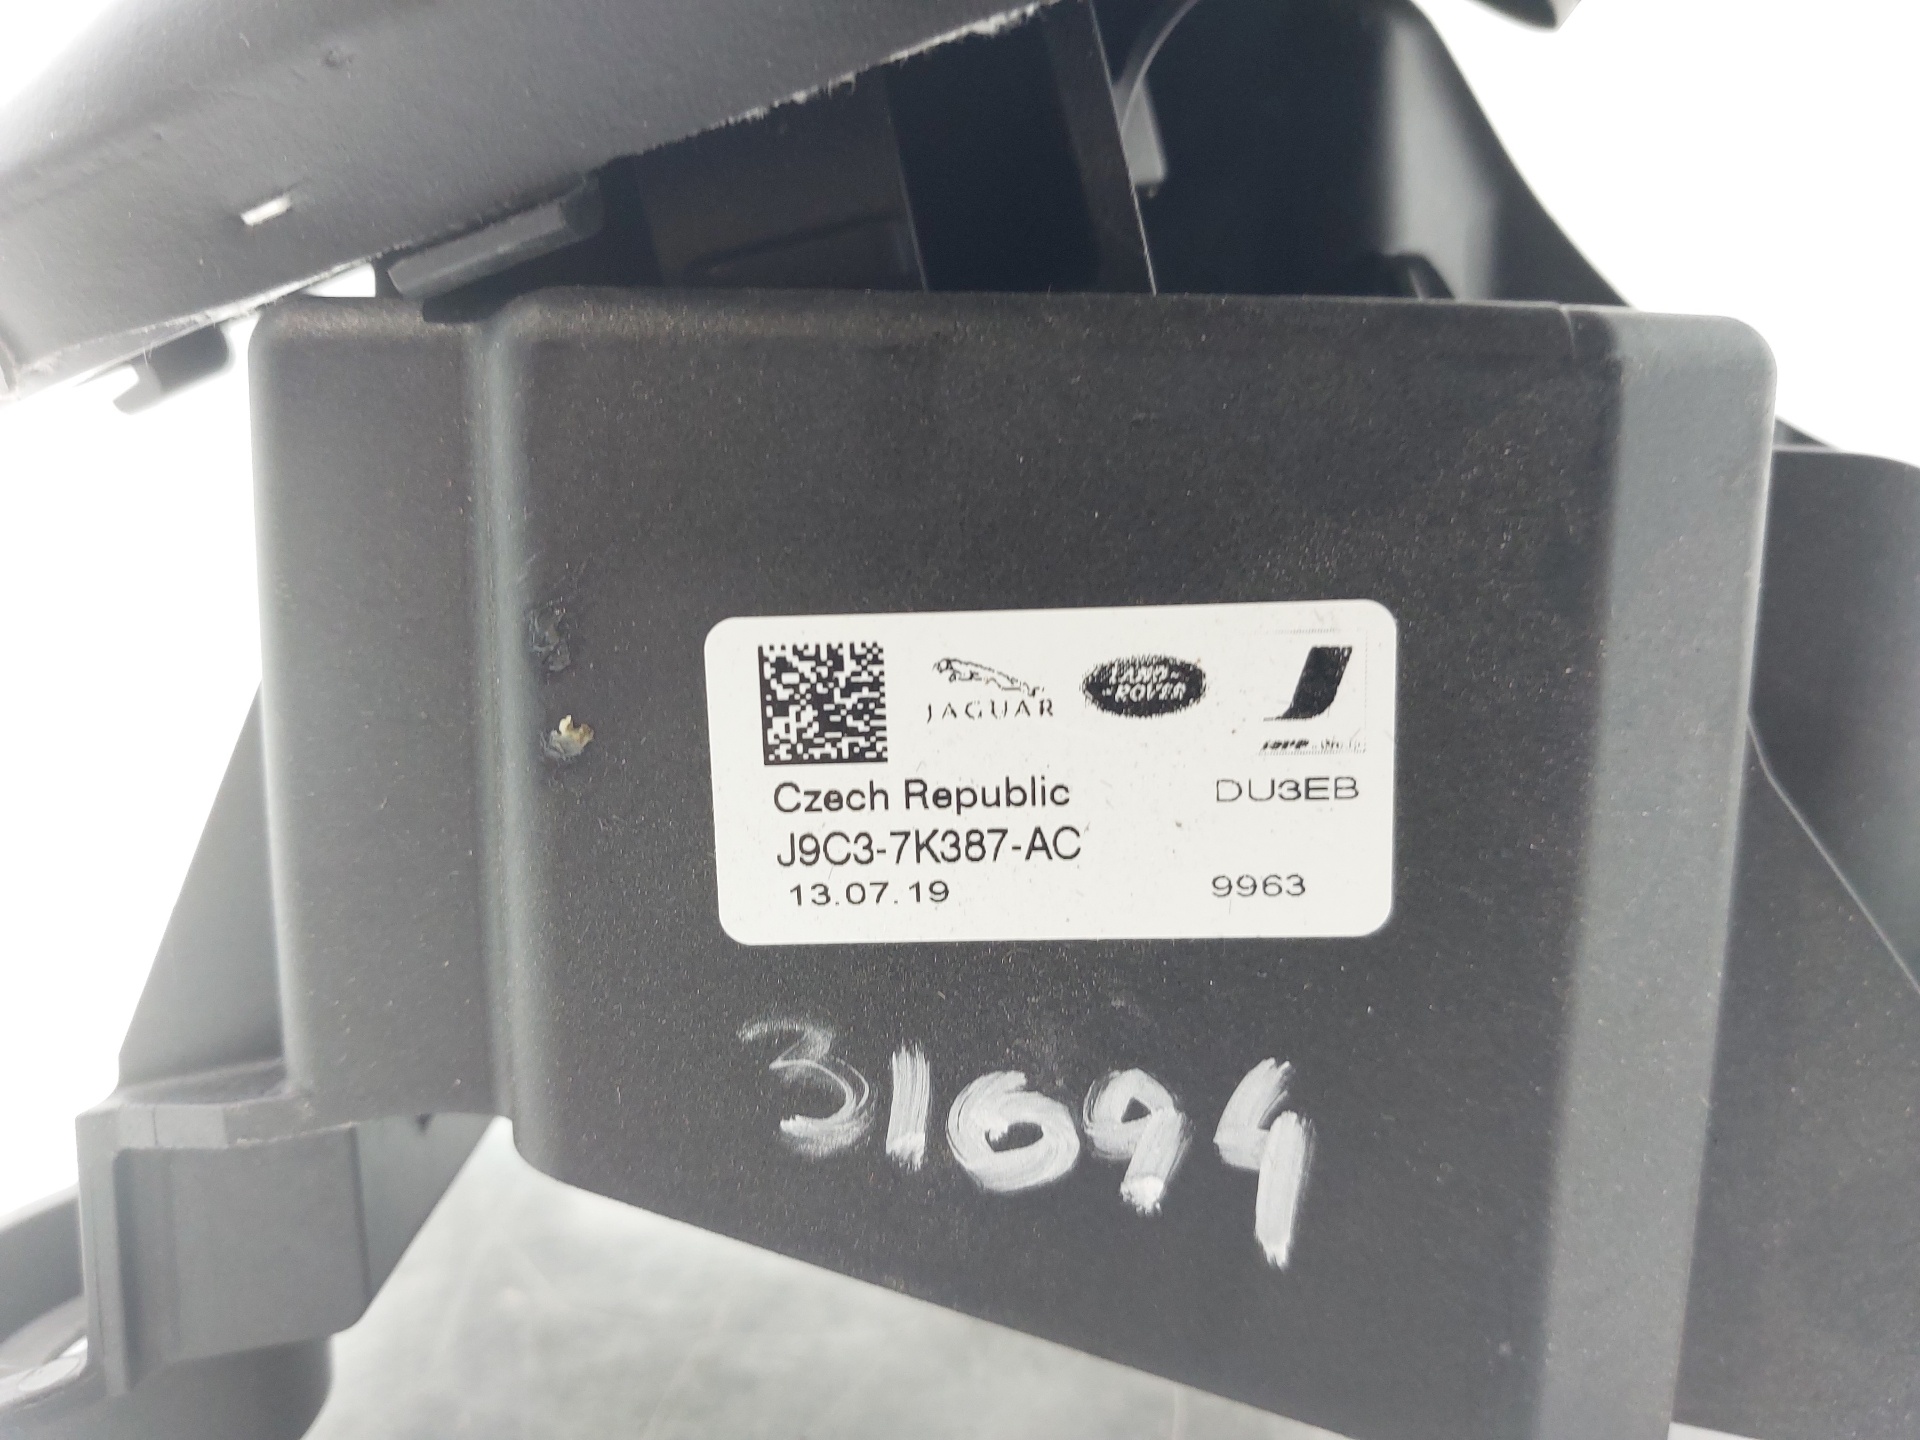 JAGUAR
LAND-
-ROVER
Czech Republic
DU3EB
J9C3-7K387-AC
13.07.19
9963
31694